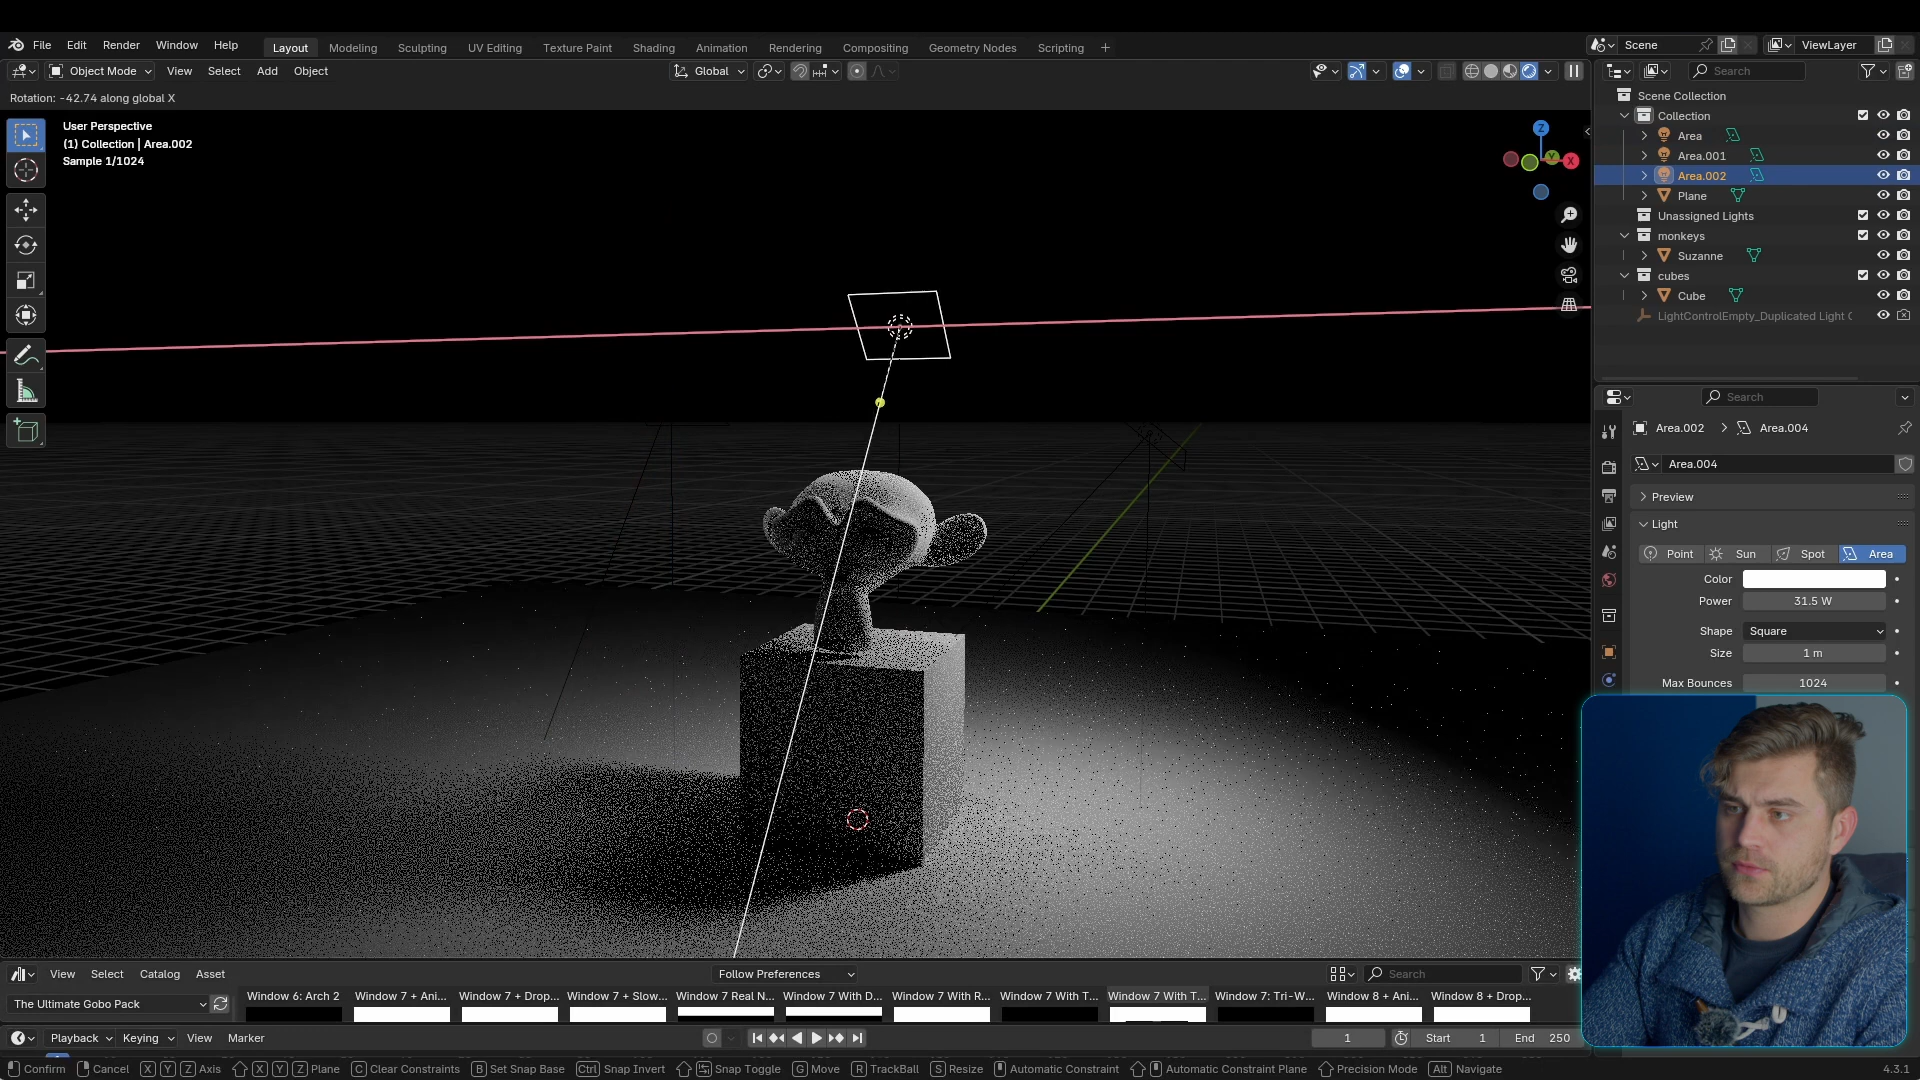 File Edit Render Window Help Layout Modeling Sculpting UV Editing Texture Paint Shading Animation Rendering Compositing Geometry Nodes Scripting + Scene ViewLayer
Object Mode View Select Add Object Global Search
Rotation: -42.74 along global X
User Perspective
(1) Collection | Area.002
Sample 1/1024
Z
Y
X
Scene Collection
Collection
Area
Area.001
Area.002
Plane
Unassigned Lights
monkeys
Suzanne
cubes
Cube
LightControlEmpty_Duplicated Light
Search
Area.002 > Area.004
Area.004
Preview
Light
Point Sun Spot Area
Color
Power 31.5 W
Shape Square
Size 1 m
Max Bounces 1024
View Select Catalog Asset Follow Preferences Search
The Ultimate Gobo Pack
Window 6: Arch 2 Window 7 + Ani... Window 7 + Drop... Window 7 + Slow... Window 7 Real N... Window 7 With D... Window 7 With R... Window 7 With T... Window 7 With T... Window 7: Tri-W... Window 8 + Ani... Window 8 + Drop...
Playback Keying View Marker 1 Start 1 End 250
Confirm Cancel X Y Z Axis X Y Z Plane C Clear Constraints B Set Snap Base Ctrl Snap Invert Snap Toggle G Move R TrackBall S Resize Automatic Constraint Automatic Constraint Plane Precision Mode Alt Navigate 4.3.1